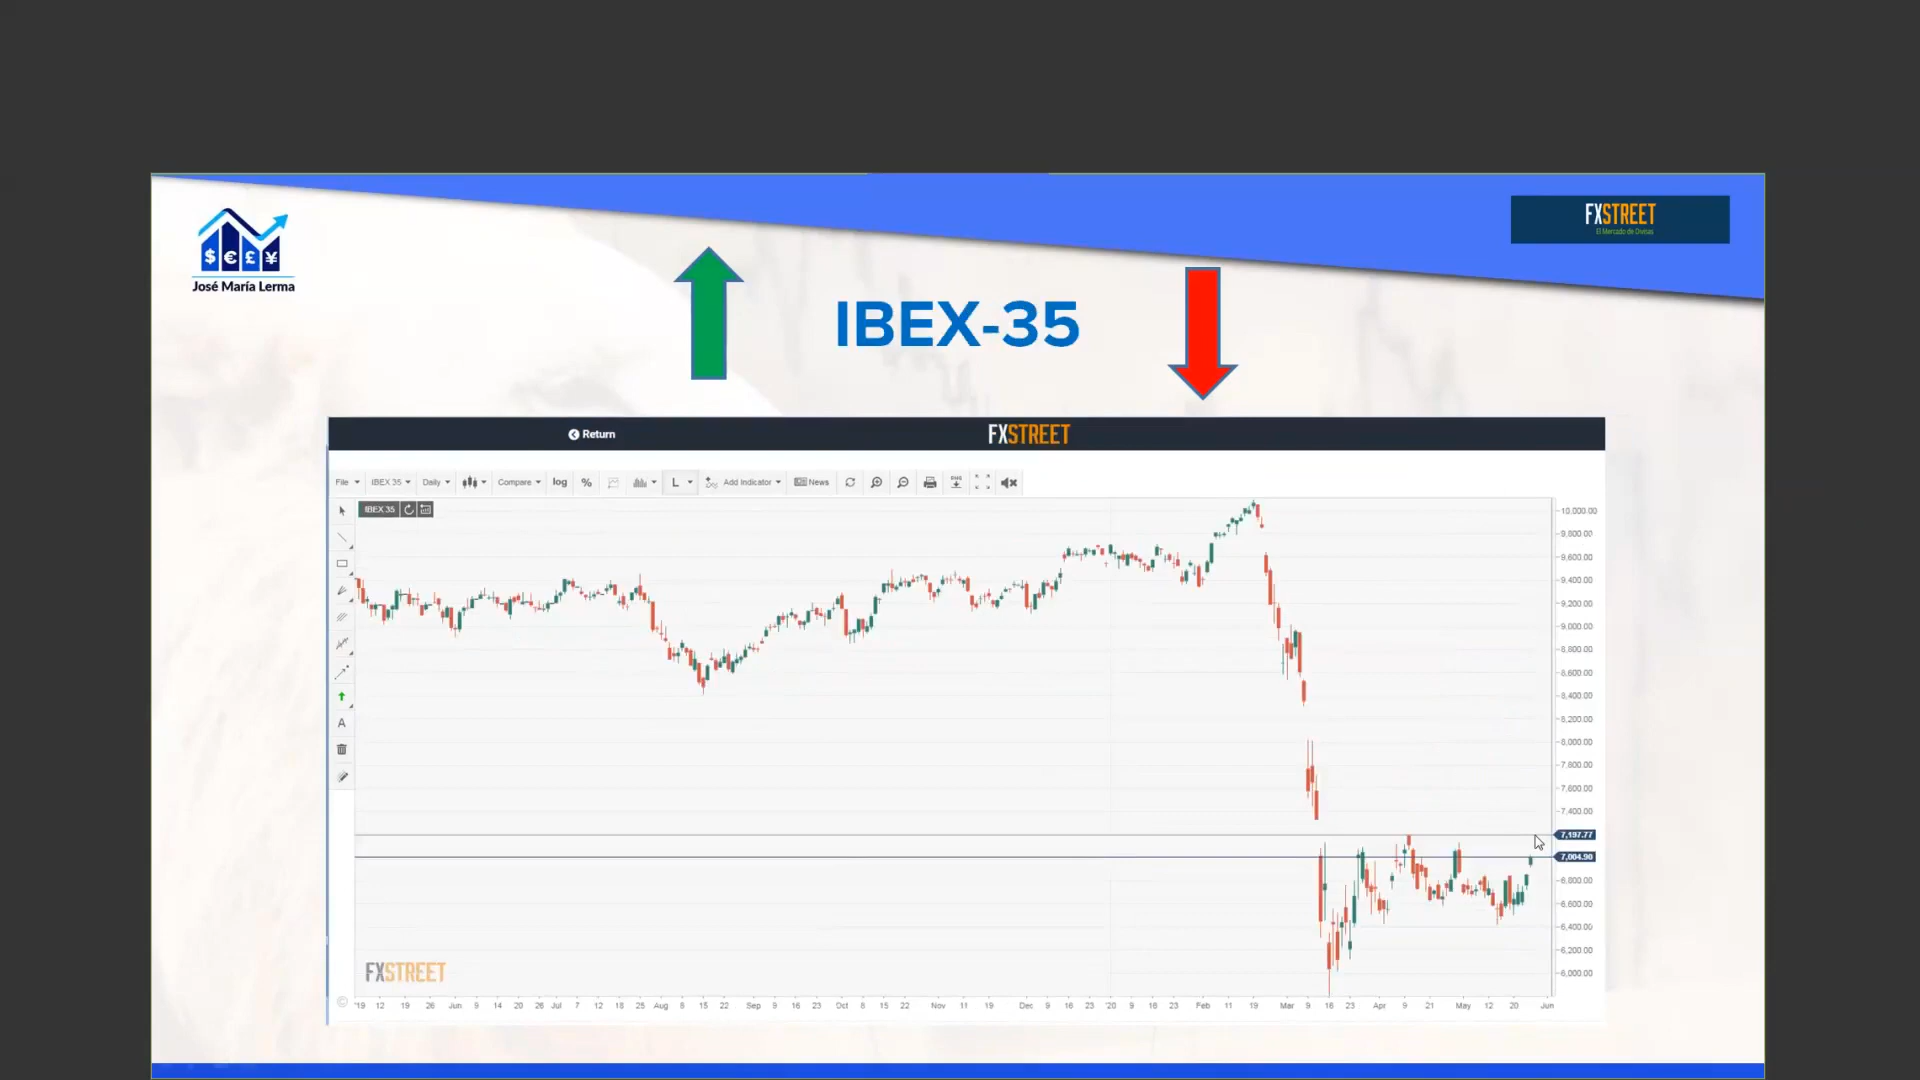 FXSTREET
El Mercado de Divisas
$ € £ ¥
José María Lerma
IBEX-35
Return
FXSTREET
File IBEX 35 Daily Compare log % L Add Indicator News
IBEX 35
10,000.00
9,800.00
9,600.00
9,400.00
9,200.00
9,000.00
8,800.00
8,600.00
8,400.00
8,200.00
8,000.00
7,800.00
7,600.00
7,400.00
7,197.77
7,004.90
6,800.00
6,600.00
6,400.00
6,200.00
6,000.00
A
FXSTREET
©
'19 12 19 26 Jun 9 14 20 26 Jul 7 12 18 25 Aug 8 15 22 Sep 9 16 23 Oct 8 15 22 Nov 11 19 Dec 9 16 23 '20 9 16 23 Feb 11 19 Mar 9 16 23 Apr 9 21 May 12 20 Jun